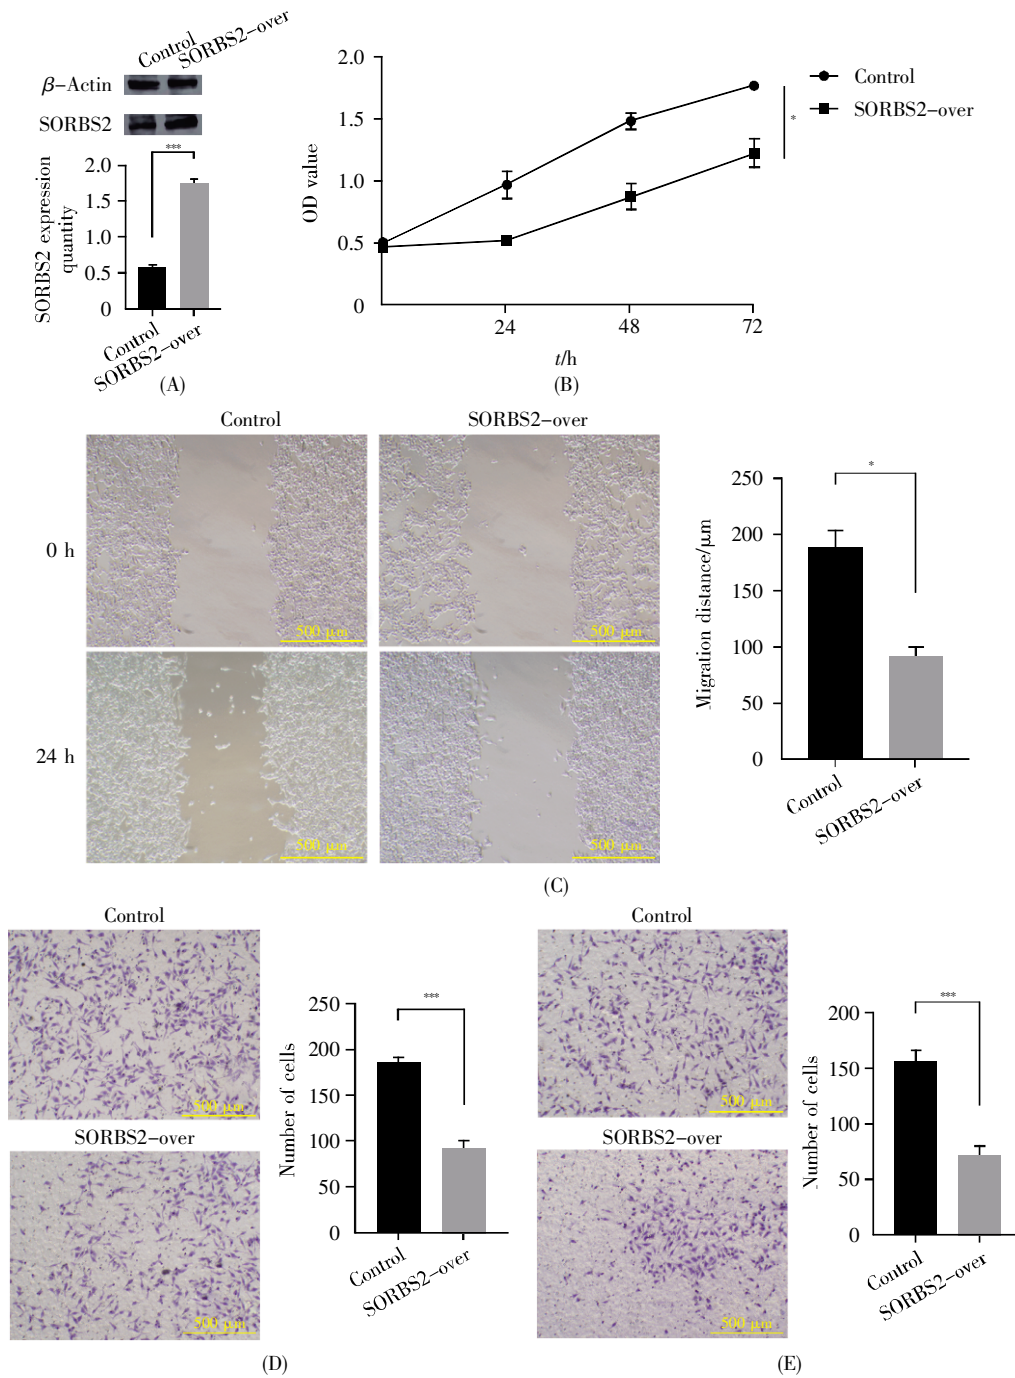 Control
SORBS2-over
β-Actin
SORBS2
***
SORBS2 expression
quantity
2.0
1.5
1.0
0.5
0
Control
SORBS2-over
(A)
OD value
2.0
1.5
1.0
0.5
0
24
48
72
t/h
Control
SORBS2-over
*
(B)
Control
SORBS2-over
0 h
500 μm
500 μm
24 h
500 μm
500 μm
Migration distance/μm
250
200
150
100
50
0
*
Control
SORBS2-over
(C)
Control
500 μm
SORBS2-over
500 μm
Number of cells
250
200
150
100
50
0
***
Control
SORBS2-over
(D)
Control
500 μm
SORBS2-over
500 μm
Number of cells
200
150
100
50
0
***
Control
SORBS2-over
(E)